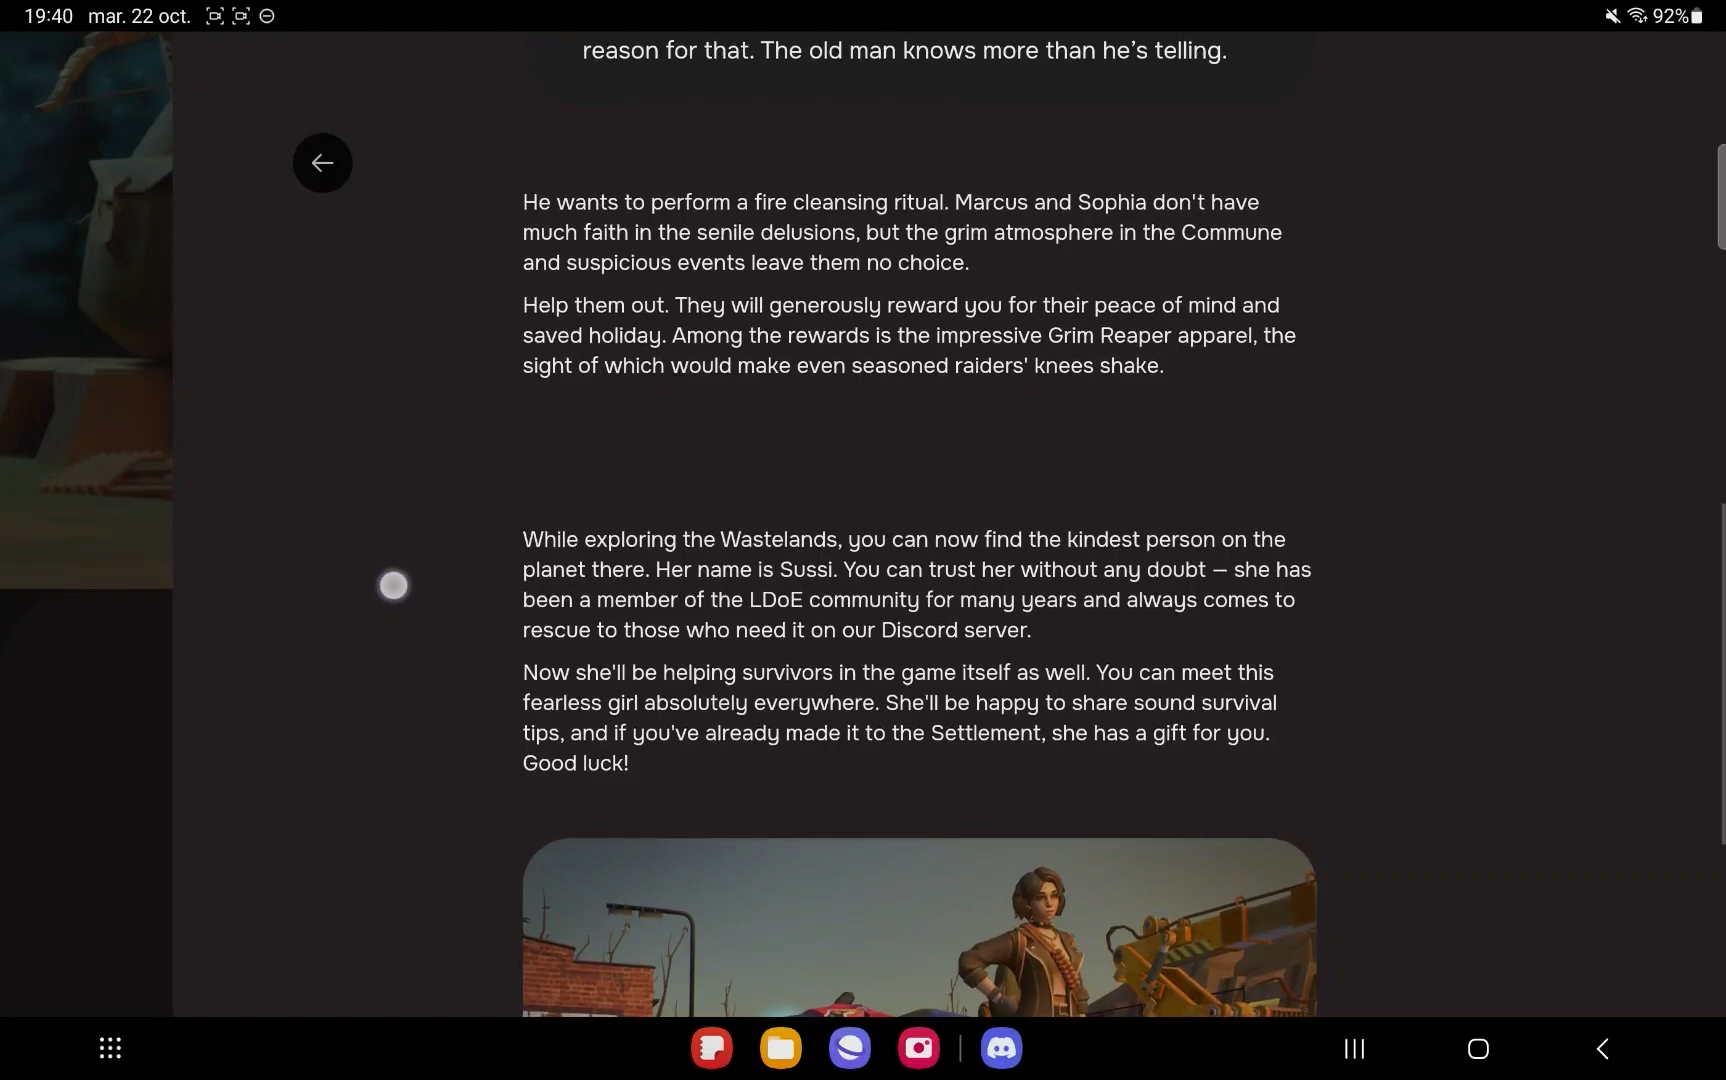 19:40 mar. 22 oct. 92%
reason for that. The old man knows more than he’s telling.
He wants to perform a fire cleansing ritual. Marcus and Sophia don't have
much faith in the senile delusions, but the grim atmosphere in the Commune
and suspicious events leave them no choice.
Help them out. They will generously reward you for their peace of mind and
saved holiday. Among the rewards is the impressive Grim Reaper apparel, the
sight of which would make even seasoned raiders' knees shake.
While exploring the Wastelands, you can now find the kindest person on the
planet there. Her name is Sussi. You can trust her without any doubt — she has
been a member of the LDoE community for many years and always comes to
rescue to those who need it on our Discord server.
Now she'll be helping survivors in the game itself as well. You can meet this
fearless girl absolutely everywhere. She'll be happy to share sound survival
tips, and if you've already made it to the Settlement, she has a gift for you.
Good luck!